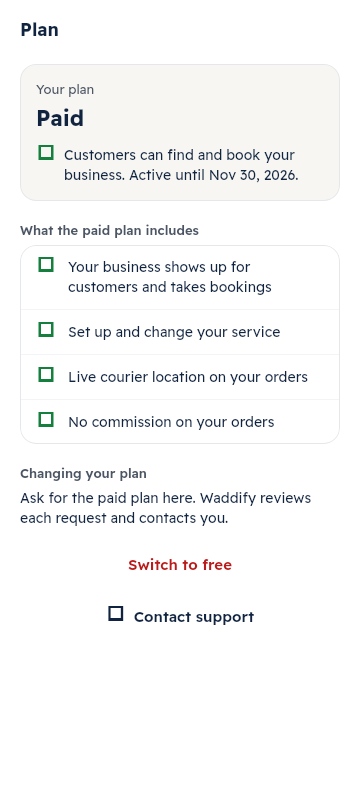 Plan
Your plan
Paid
Customers can find and book your
business. Active until Nov 30, 2026.
What the paid plan includes
Your business shows up for
customers and takes bookings
Set up and change your service
Live courier location on your orders
No commission on your orders
Changing your plan
Ask for the paid plan here. Waddify reviews
each request and contacts you.
Switch to free
Contact support